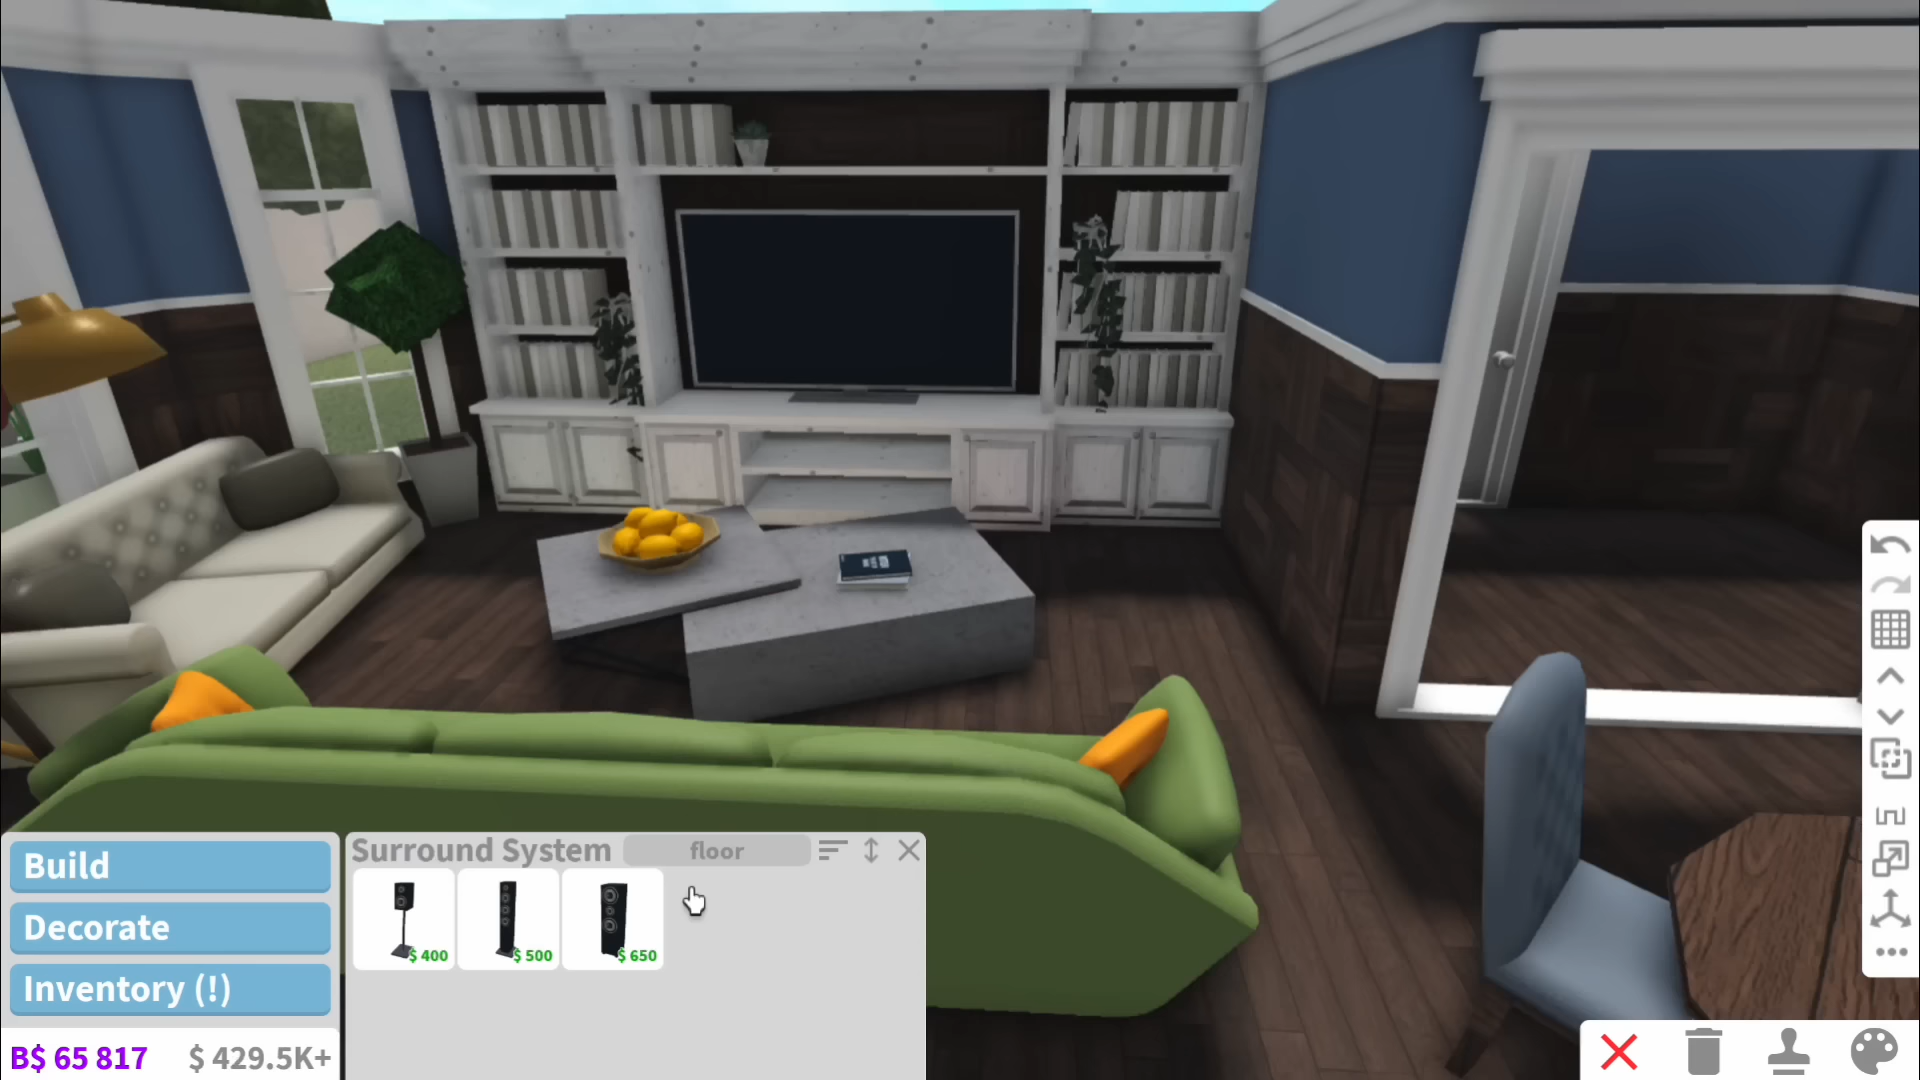 Build
Decorate
Inventory (!)
B$ 65 817
$ 429.5K+
Surround System
floor
$ 400
$ 500
$ 650